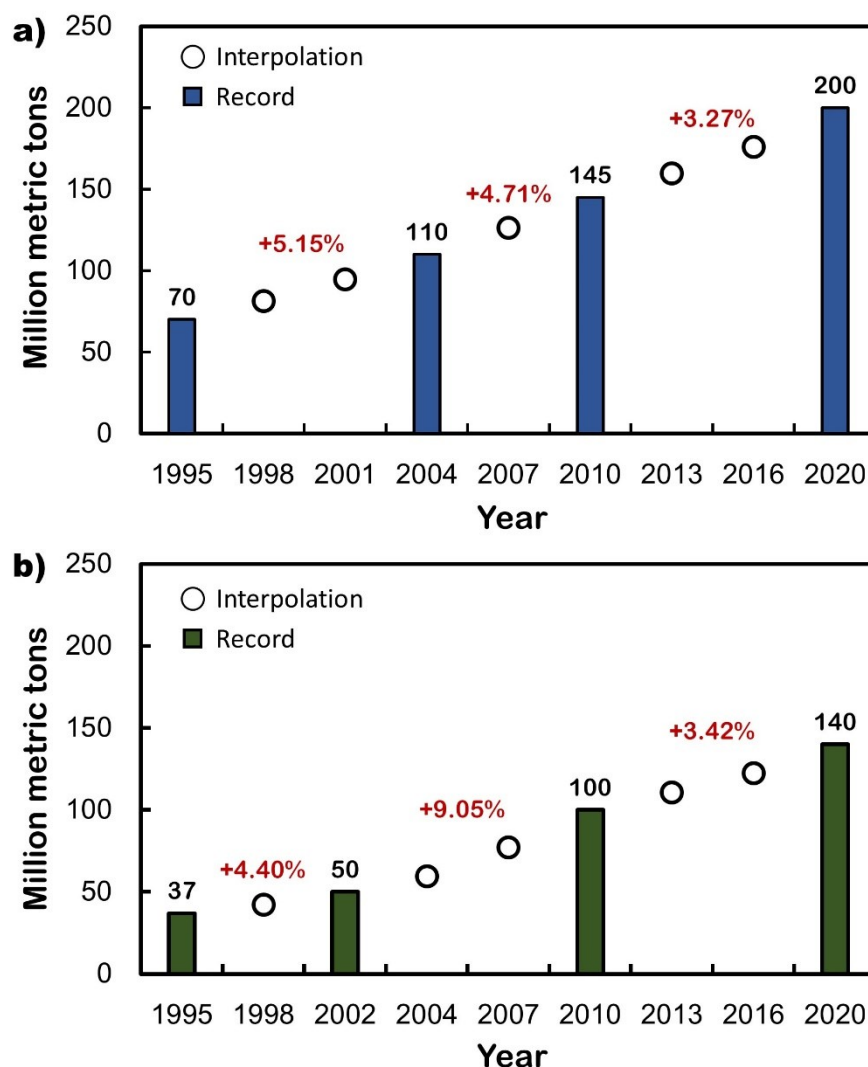 a)
250
Interpolation
Record
200
200
+3.27%
150
+4.71%
145
+5.15%
110
100
70
50
0
Million metric tons
1995 1998 2001 2004 2007 2010 2013 2016 2020
Year
b)
250
Interpolation
Record
200
150
140
+3.42%
100
100
+9.05%
+4.40%
50
37
50
0
Million metric tons
1995 1998 2002 2004 2007 2010 2013 2016 2020
Year